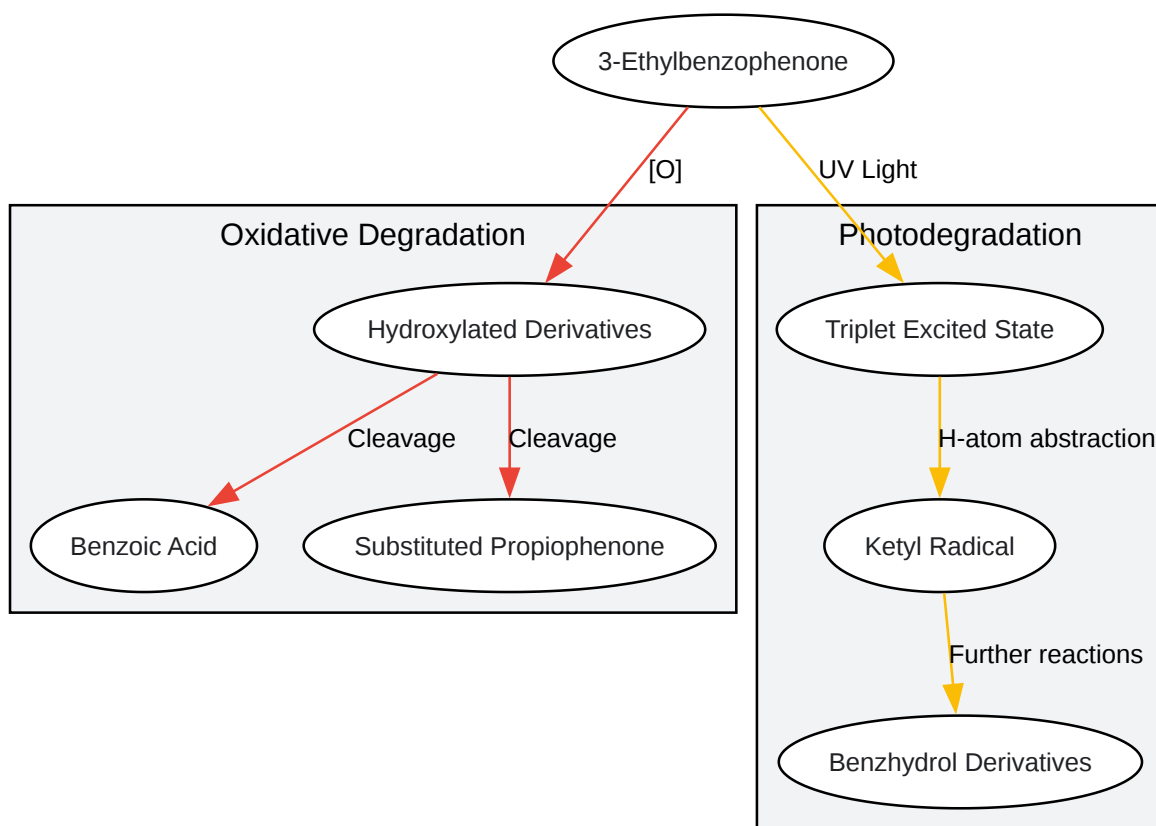 3-Ethylbenzophenone
[O]
UV Light
Oxidative Degradation
Photodegradation
Hydroxylated Derivatives
Triplet Excited State
Cleavage
Cleavage
H-atom abstraction
Benzoic Acid
Substituted Propiophenone
Ketyl Radical
Further reactions
Benzhydrol Derivatives